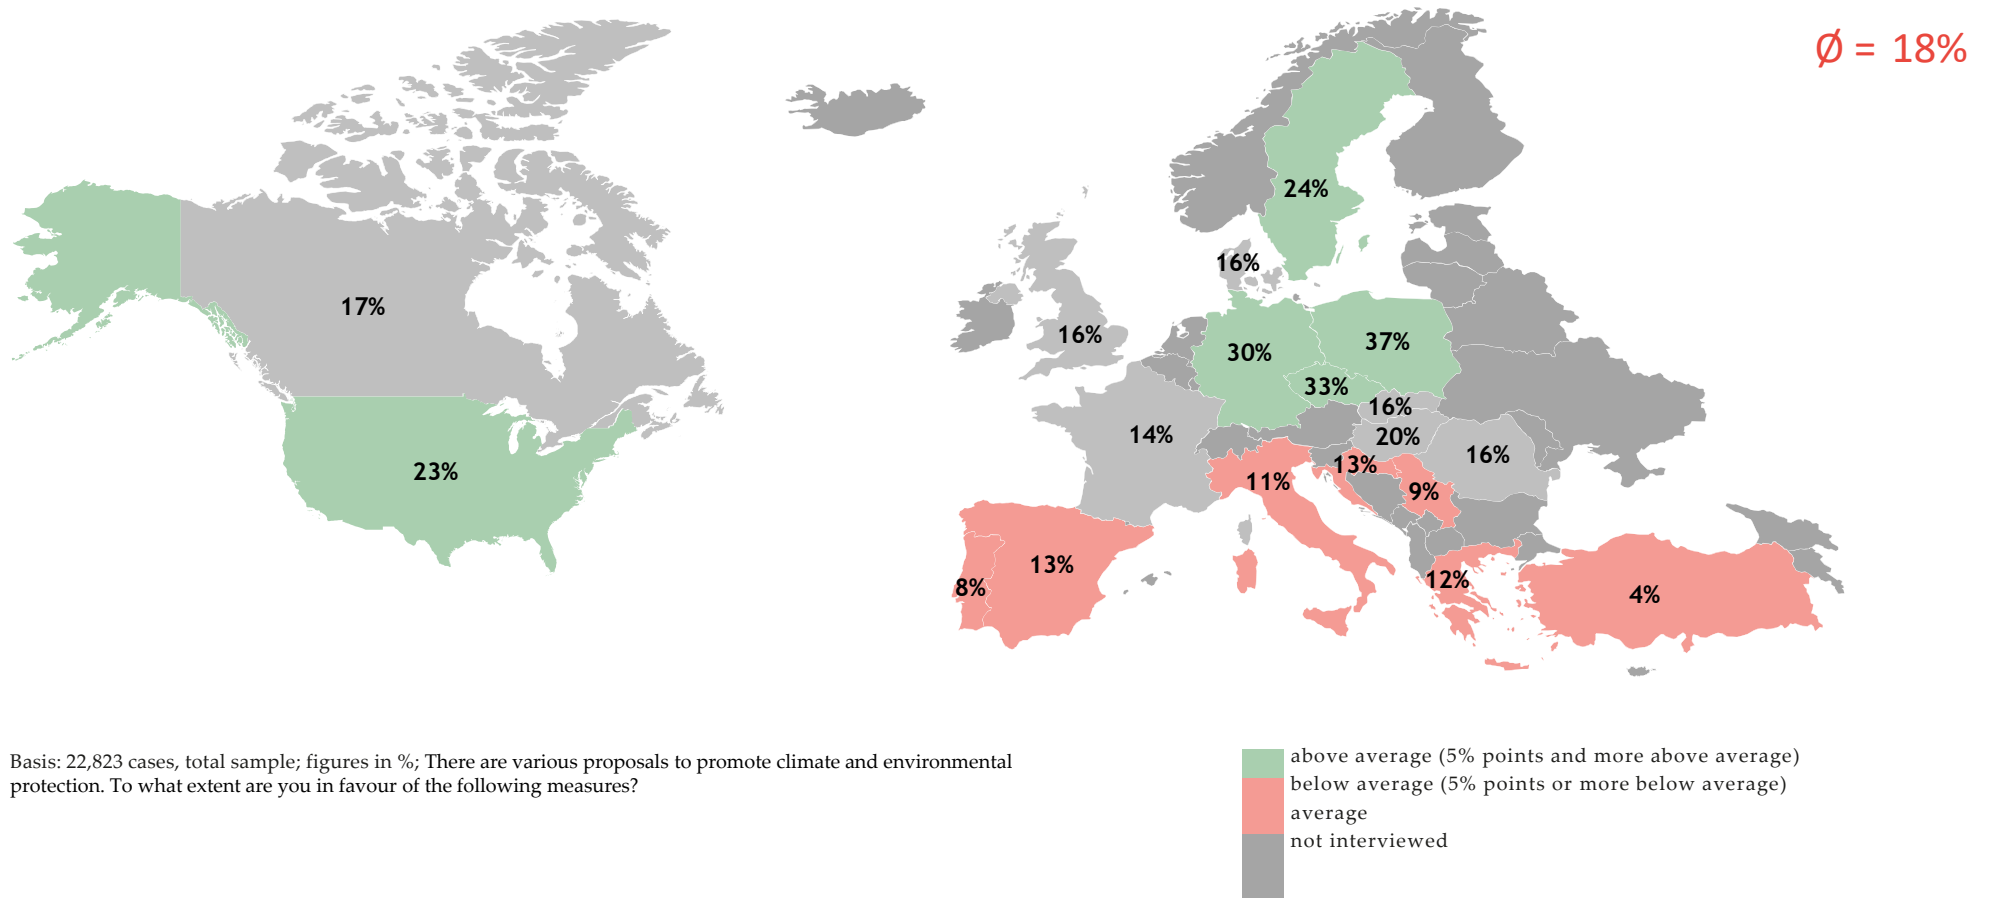 Ø = 18%
24%
16%
17%
16%
37%
30%
33%
16%
14%
20%
16%
13%
23%
11%
9%
13%
12%
8%
4%
Basis: 22,823 cases, total sample; figures in %; There are various proposals to promote climate and environmental
protection. To what extent are you in favour of the following measures?
above average (5% points and more above average)
below average (5% points or more below average)
average
not interviewed